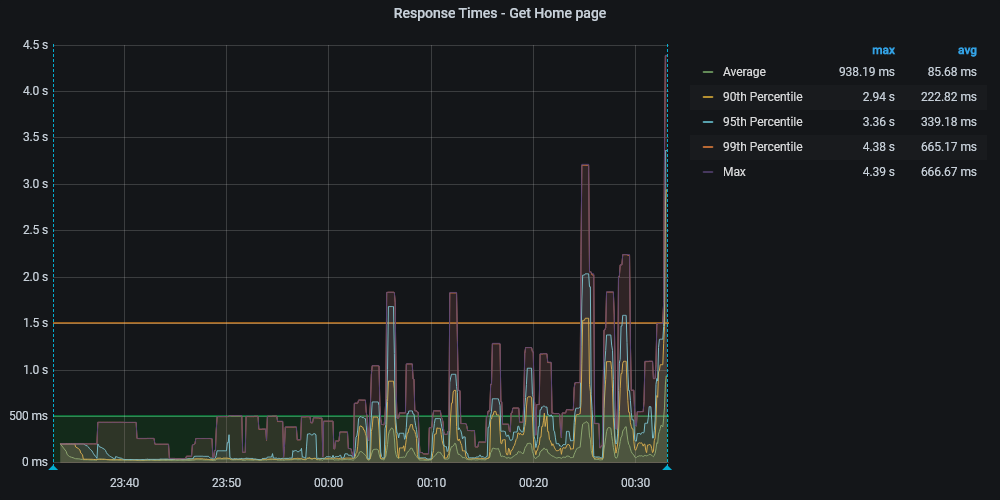 Response Times - Get Home page
4.5 s
4.0 s
3.5 s
3.0 s
2.5 s
2.0 s
1.5 s
1.0 s
500 ms
0 ms
23:40 23:50 00:00 00:10 00:20 00:30
max avg
Average 938.19 ms 85.68 ms
90th Percentile 2.94 s 222.82 ms
95th Percentile 3.36 s 339.18 ms
99th Percentile 4.38 s 665.17 ms
Max 4.39 s 666.67 ms